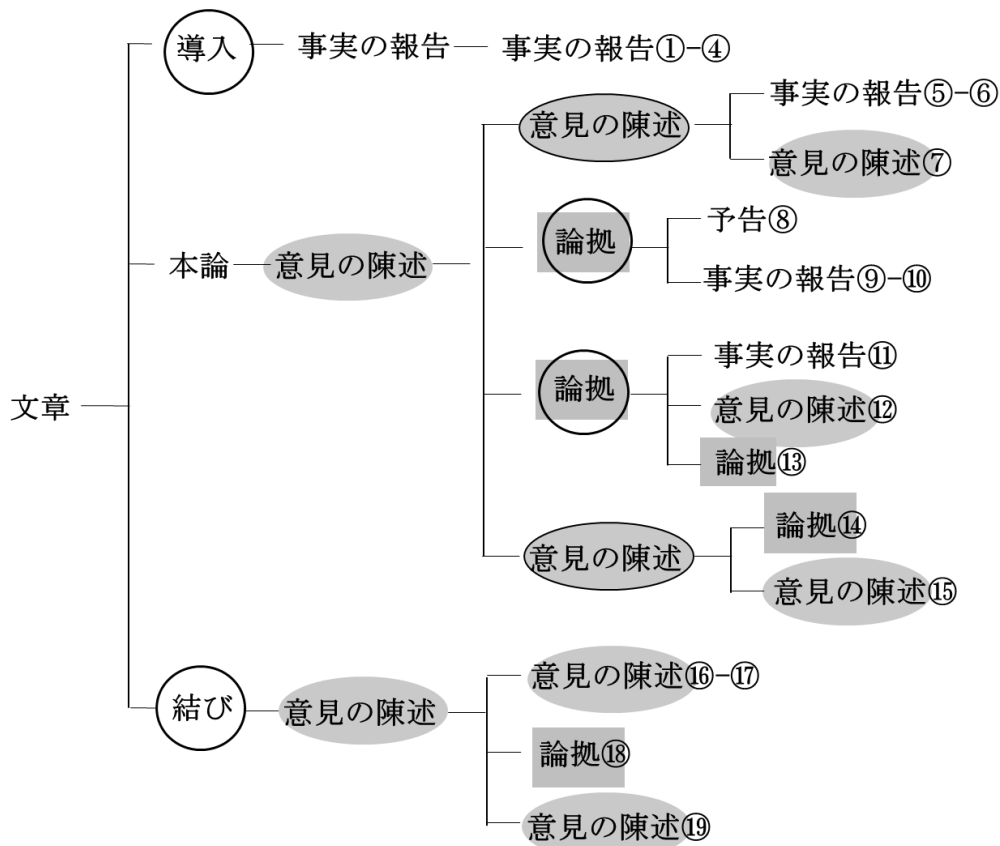 文章
導入
事実の報告
事実の報告①-④
本論
意見の陳述
意見の陳述
事実の報告⑤-⑥
意見の陳述⑦
論拠
予告⑧
事実の報告⑨-⑩
論拠
事実の報告⑪
意見の陳述⑫
論拠⑬
意見の陳述
論拠⑭
意見の陳述⑮
結び
意見の陳述
意見の陳述⑯-⑰
論拠⑱
意見の陳述⑲